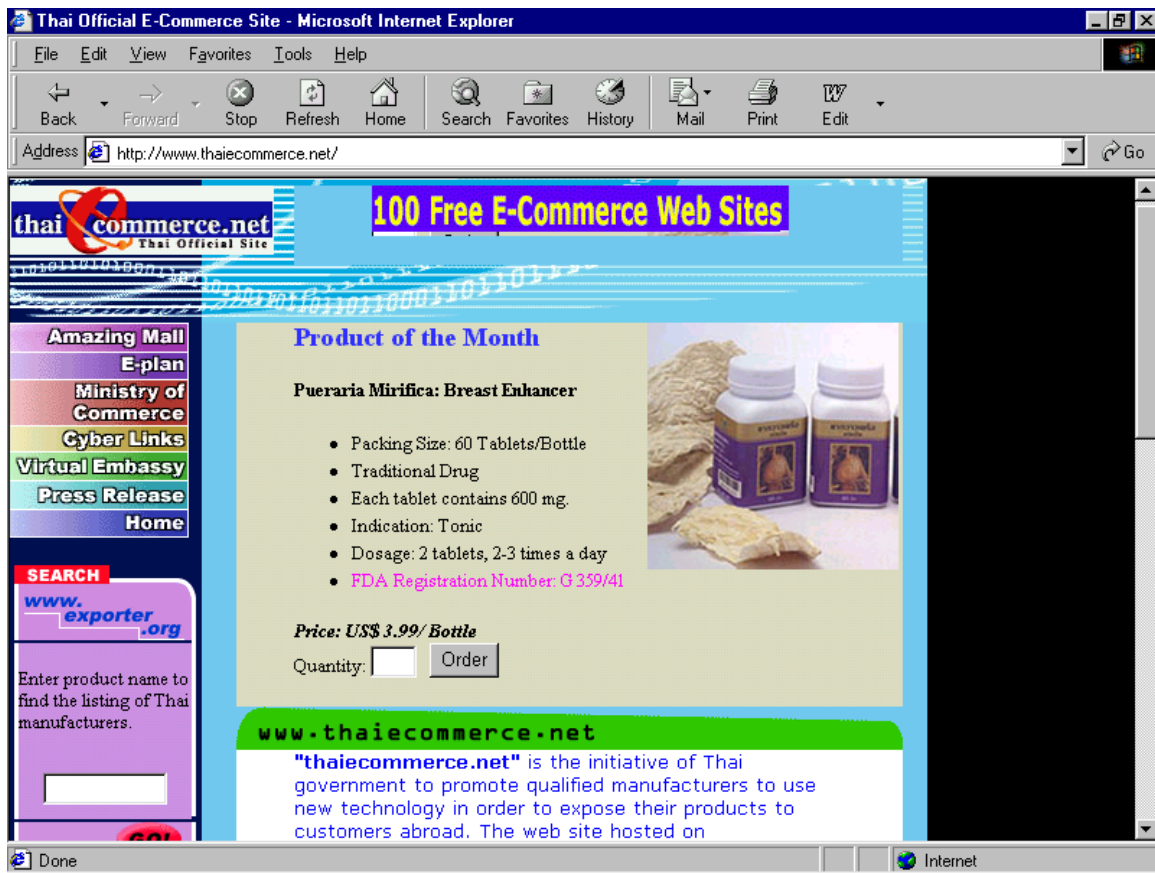 Thai Official E-Commerce Site - Microsoft Internet Explorer
File Edit View Favorites Tools Help
Back Forward Stop Refresh Home Search Favorites History Mail Print Edit
Address http://www.thaiecommerce.net/ Go
thai ecommerce.net
Thai Official Site
100 Free E-Commerce Web Sites
Amazing Mall
E-plan
Ministry of
Commerce
Cyber Links
Virtual Embassy
Press Release
Home
SEARCH
www.
exporter
.org
Enter product name to
find the listing of Thai
manufacturers.
GO!
Product of the Month
Pueraria Mirifica: Breast Enhancer
Packing Size: 60 Tablets/Bottle
Traditional Drug
Each tablet contains 600 mg.
Indication: Tonic
Dosage: 2 tablets, 2-3 times a day
FDA Registration Number: G 359/41
Price: US$ 3.99/ Bottle
Quantity: Order
www.thaiecommerce.net
"thaiecommerce.net" is the initiative of Thai
government to promote qualified manufacturers to use
new technology in order to expose their products to
customers abroad. The web site hosted on
Done Internet